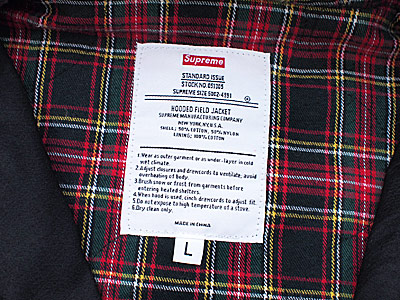 Supreme
STANDARD ISSUE
STOCK NO. 091205
SUPREME SIZE 5002-4391
HOODED FIELD JACKET
SUPREME MANUFACTURING COMPANY
NEW YORK, N.Y. U.S.A.
SHELL; 50% COTTON, 50% NYLON
LINING; 100% COTTON
1. Wear as outer garment or as under-layer in cold
wet climate.
2. Adjust closures and drawcords to ventilate; avoid
overheating of body.
3. Brush snow or frost from garments before
entering heated shelters.
4. When hood is used, cinch drawcords to adjust fit.
5. Do not expose to high temperature of a stove.
6. Dry clean only.
MADE IN CHINA
L